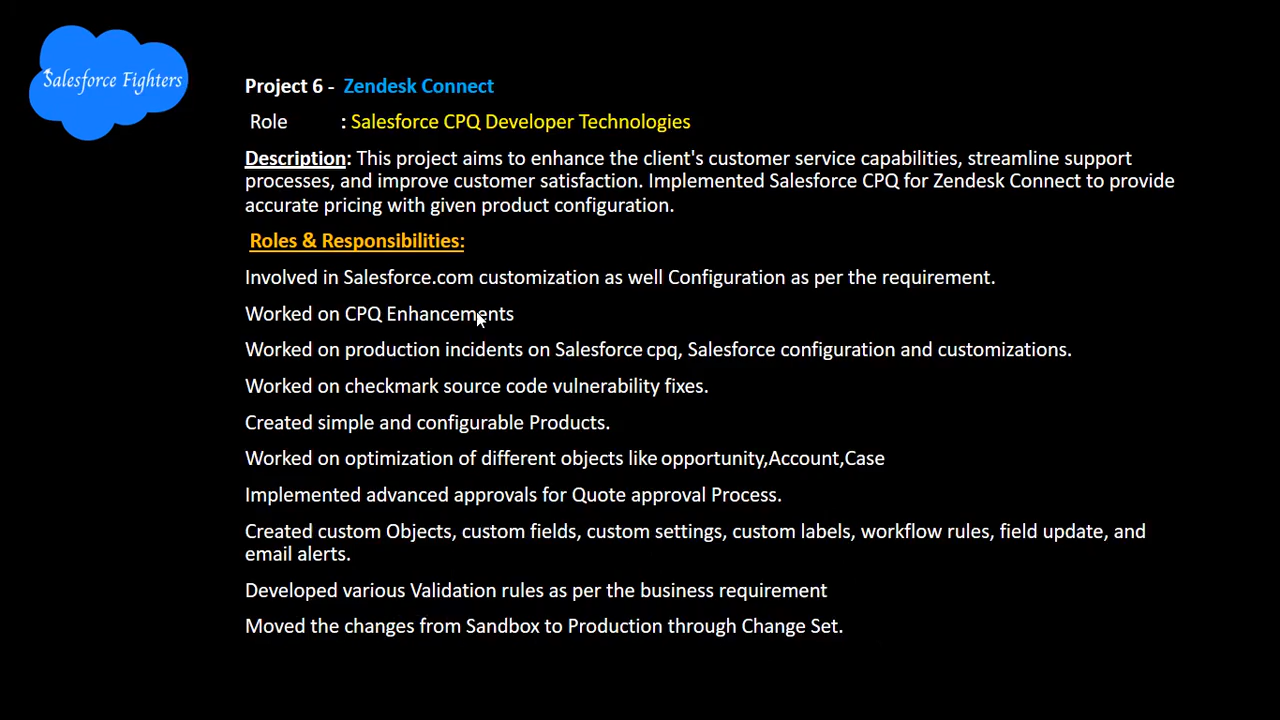 Salesforce Fighters
Project 6 - Zendesk Connect
Role : Salesforce CPQ Developer Technologies
Description: This project aims to enhance the client's customer service capabilities, streamline support
processes, and improve customer satisfaction. Implemented Salesforce CPQ for Zendesk Connect to provide
accurate pricing with given product configuration.
Roles & Responsibilities:
Involved in Salesforce.com customization as well Configuration as per the requirement.
Worked on CPQ Enhancements
Worked on production incidents on Salesforce cpq, Salesforce configuration and customizations.
Worked on checkmark source code vulnerability fixes.
Created simple and configurable Products.
Worked on optimization of different objects like opportunity,Account,Case
Implemented advanced approvals for Quote approval Process.
Created custom Objects, custom fields, custom settings, custom labels, workflow rules, field update, and
email alerts.
Developed various Validation rules as per the business requirement
Moved the changes from Sandbox to Production through Change Set.